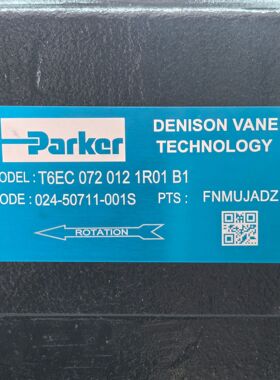 Parker
DENISON VANE
TECHNOLOGY
ODEL : T6EC 072 012 1R01 B1
ODE : 024-50711-001S PTS : FNMUJADZ
ROTATION